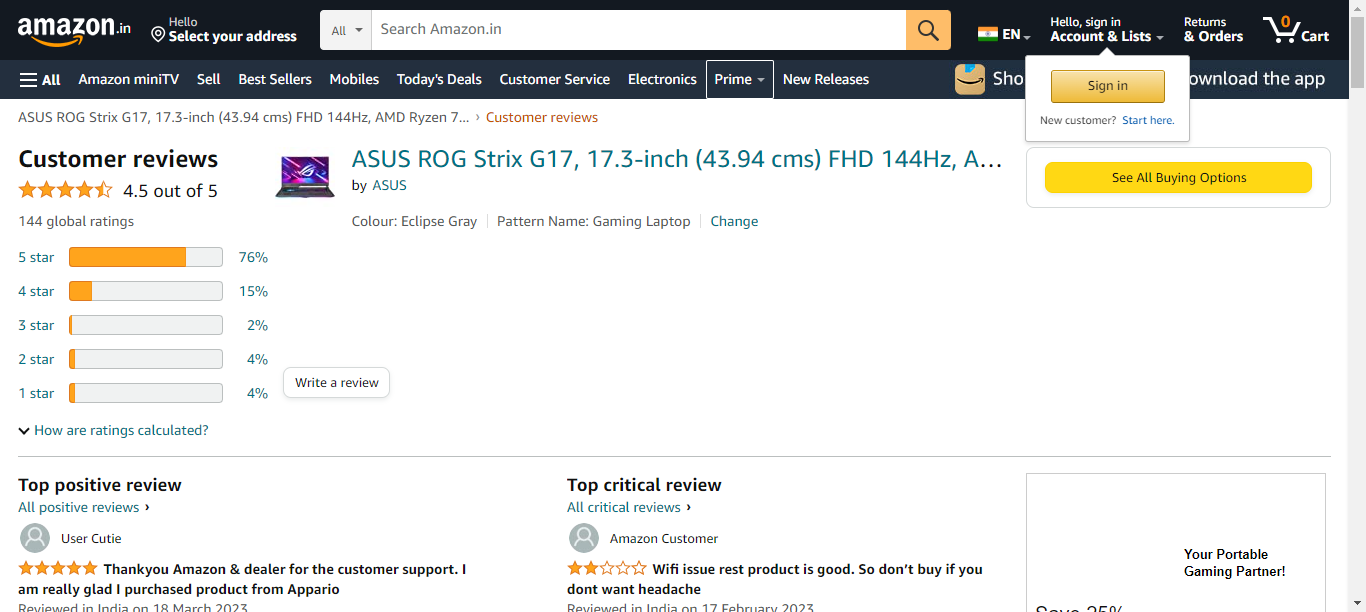 amazon.in
Hello
Select your address
All
Search Amazon.in
EN
Hello, sign in
Account & Lists
Returns
& Orders
0
Cart
All
Amazon miniTV
Sell
Best Sellers
Mobiles
Today's Deals
Customer Service
Electronics
Prime
New Releases
Sho
ownload the app
Sign in
New customer? Start here.
ASUS ROG Strix G17, 17.3-inch (43.94 cms) FHD 144Hz, AMD Ryzen 7... › Customer reviews
Customer reviews
4.5 out of 5
144 global ratings
5 star 76%
4 star 15%
3 star 2%
2 star 4%
1 star 4%
How are ratings calculated?
ASUS ROG Strix G17, 17.3-inch (43.94 cms) FHD 144Hz, A...
by ASUS
Colour: Eclipse Gray | Pattern Name: Gaming Laptop | Change
Write a review
See All Buying Options
Top positive review
All positive reviews ›
User Cutie
Thankyou Amazon & dealer for the customer support. I
am really glad I purchased product from Appario
Reviewed in India on 18 March 2023
Top critical review
All critical reviews ›
Amazon Customer
Wifi issue rest product is good. So don't buy if you
dont want headache
Reviewed in India on 17 February 2023
Your Portable
Gaming Partner!
Save 25%